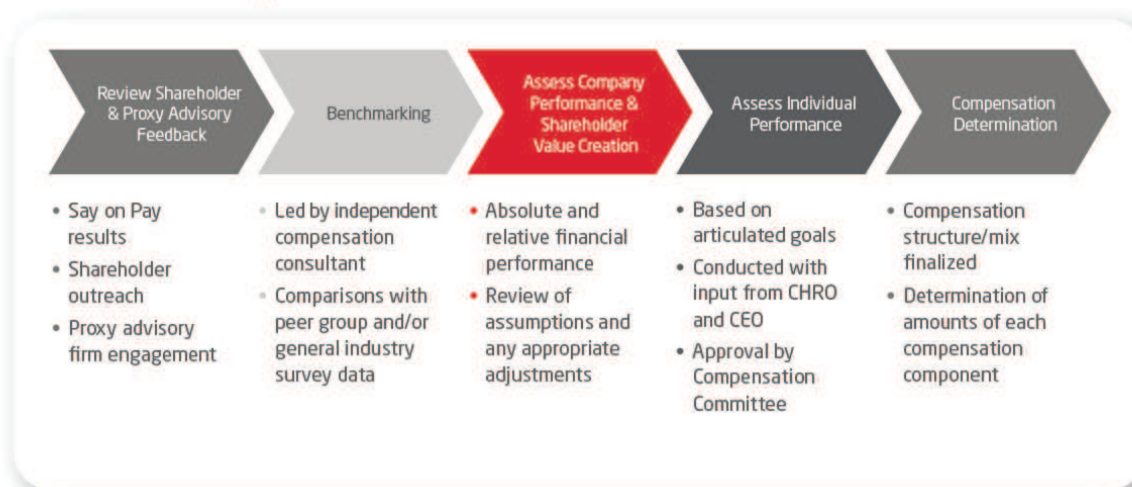 Review Shareholder
& Proxy Advisory
Feedback
Benchmarking
Assess Company
Performance &
Shareholder
Value Creation
Assess Individual
Performance
Compensation
Determination
• Say on Pay
results
• Shareholder
outreach
• Proxy advisory
firm engagement
• Led by independent
compensation
consultant
• Comparisons with
peer group and/or
general industry
survey data
• Absolute and
relative financial
performance
• Review of
assumptions and
any appropriate
adjustments
• Based on
articulated goals
• Conducted with
input from CHRO
and CEO
• Approval by
Compensation
Committee
• Compensation
structure/mix
finalized
• Determination of
amounts of each
compensation
component